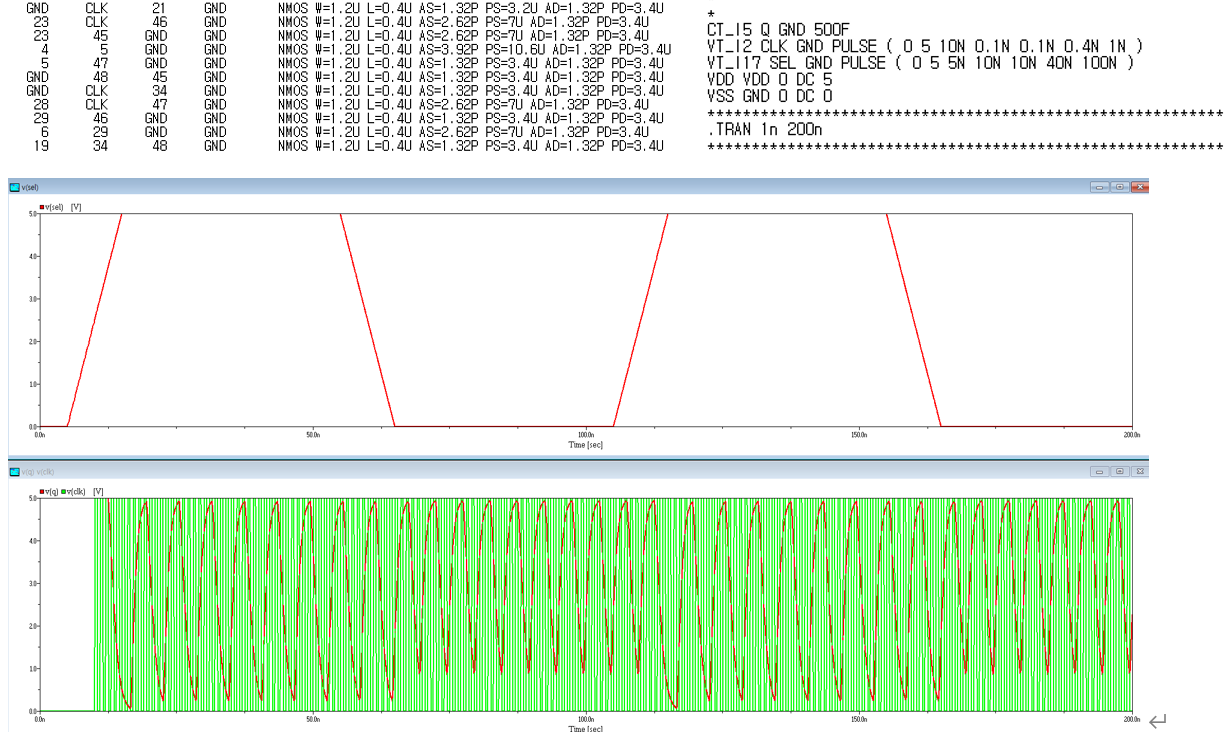 GND CLK 21 GND NMOS W=1.2U L=0.4U AS=1.32P PS=3.2U AD=1.32P PD=3.4U
23 CLK 46 GND NMOS W=1.2U L=0.4U AS=2.62P PS=7U AD=1.32P PD=3.4U
23 45 GND GND NMOS W=1.2U L=0.4U AS=2.62P PS=7U AD=1.32P PD=3.4U
4 5 GND GND NMOS W=1.2U L=0.4U AS=3.92P PS=10.6U AD=1.32P PD=3.4U
5 47 GND GND NMOS W=1.2U L=0.4U AS=1.32P PS=3.4U AD=1.32P PD=3.4U
GND 48 45 GND NMOS W=1.2U L=0.4U AS=1.32P PS=3.4U AD=1.32P PD=3.4U
GND CLK 34 GND NMOS W=1.2U L=0.4U AS=1.32P PS=3.4U AD=1.32P PD=3.4U
28 CLK 47 GND NMOS W=1.2U L=0.4U AS=2.62P PS=7U AD=1.32P PD=3.4U
29 46 GND GND NMOS W=1.2U L=0.4U AS=1.32P PS=3.4U AD=1.32P PD=3.4U
6 29 GND GND NMOS W=1.2U L=0.4U AS=2.62P PS=7U AD=1.32P PD=3.4U
19 34 48 GND NMOS W=1.2U L=0.4U AS=1.32P PS=3.4U AD=1.32P PD=3.4U
*
CT_I5 Q GND 500F
VT_I2 CLK GND PULSE ( 0 5 10N 0.1N 0.1N 0.4N 1N )
VT_I17 SEL GND PULSE ( 0 5 5N 10N 10N 40N 100N )
VDD VDD 0 DC 5
VSS GND 0 DC 0
**********************************************************
.TRAN 1n 200n
**********************************************************
v(sel)
v(sel) [V]
5.0
4.0
3.0
2.0
1.0
0.0
0.0n 50.0n 100.0n 150.0n 200.0n
Time [sec]
v(q) v(clk)
v(q) v(clk) [V]
5.0
4.0
3.0
2.0
1.0
0.0
0.0n 50.0n 100.0n 150.0n 200.0n
Time [sec]